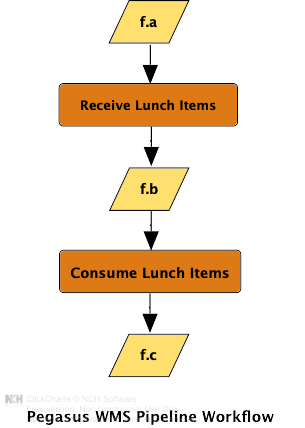 f.a
Receive Lunch Items
f.b
Consume Lunch Items
f.c
NCH ClickCharts © NCH Software
Pegasus WMS Pipeline Workflow